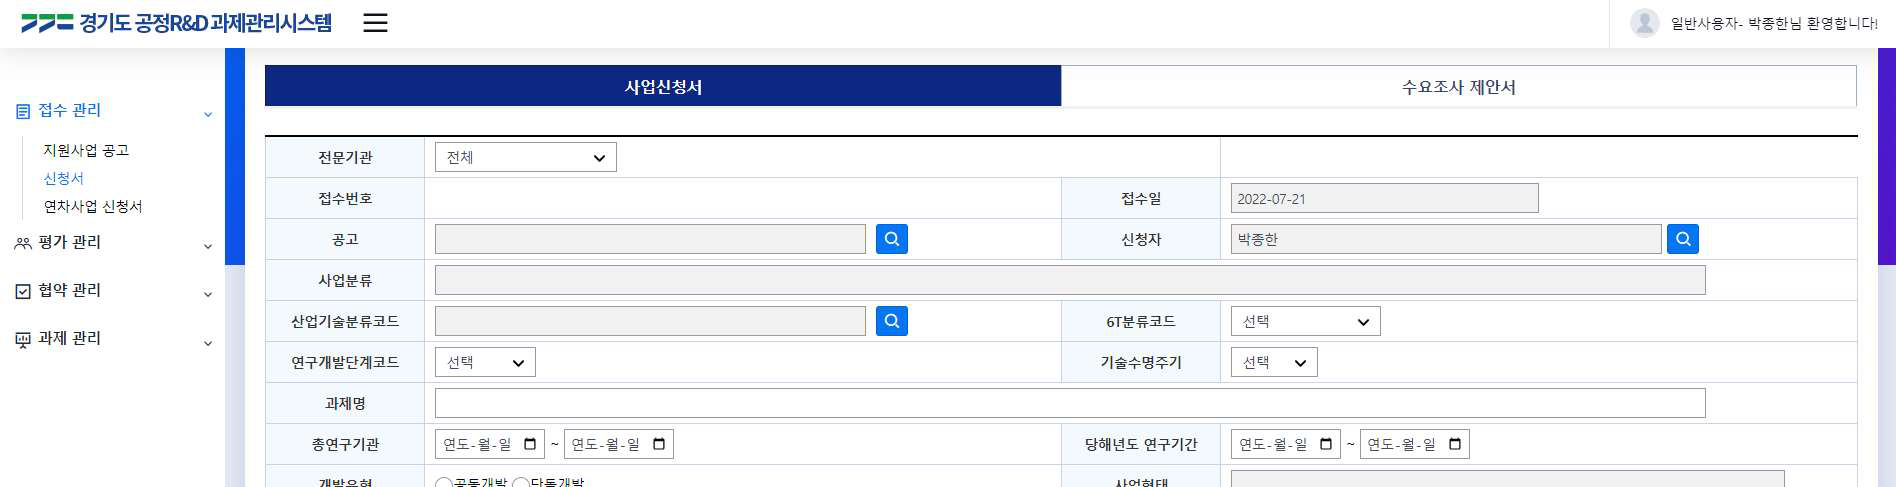 경기도 공정R&D 과제관리시스템
일반사용자- 박종한님 환영합니다!
접수 관리
지원사업 공고
신청서
연차사업 신청서
평가 관리
협약 관리
과제 관리
사업신청서 수요조사 제안서
전문기관 전체
접수번호 접수일 2022-07-21
공고 신청자 박종한
사업분류
산업기술분류코드 6T분류코드 선택
연구개발단계코드 선택 기술수명주기 선택
과제명
총연구기관 연도-월-일 ~ 연도-월-일 당해년도 연구기간 연도-월-일 ~ 연도-월-일
개발유형 공동개발 단독개발 사업형태